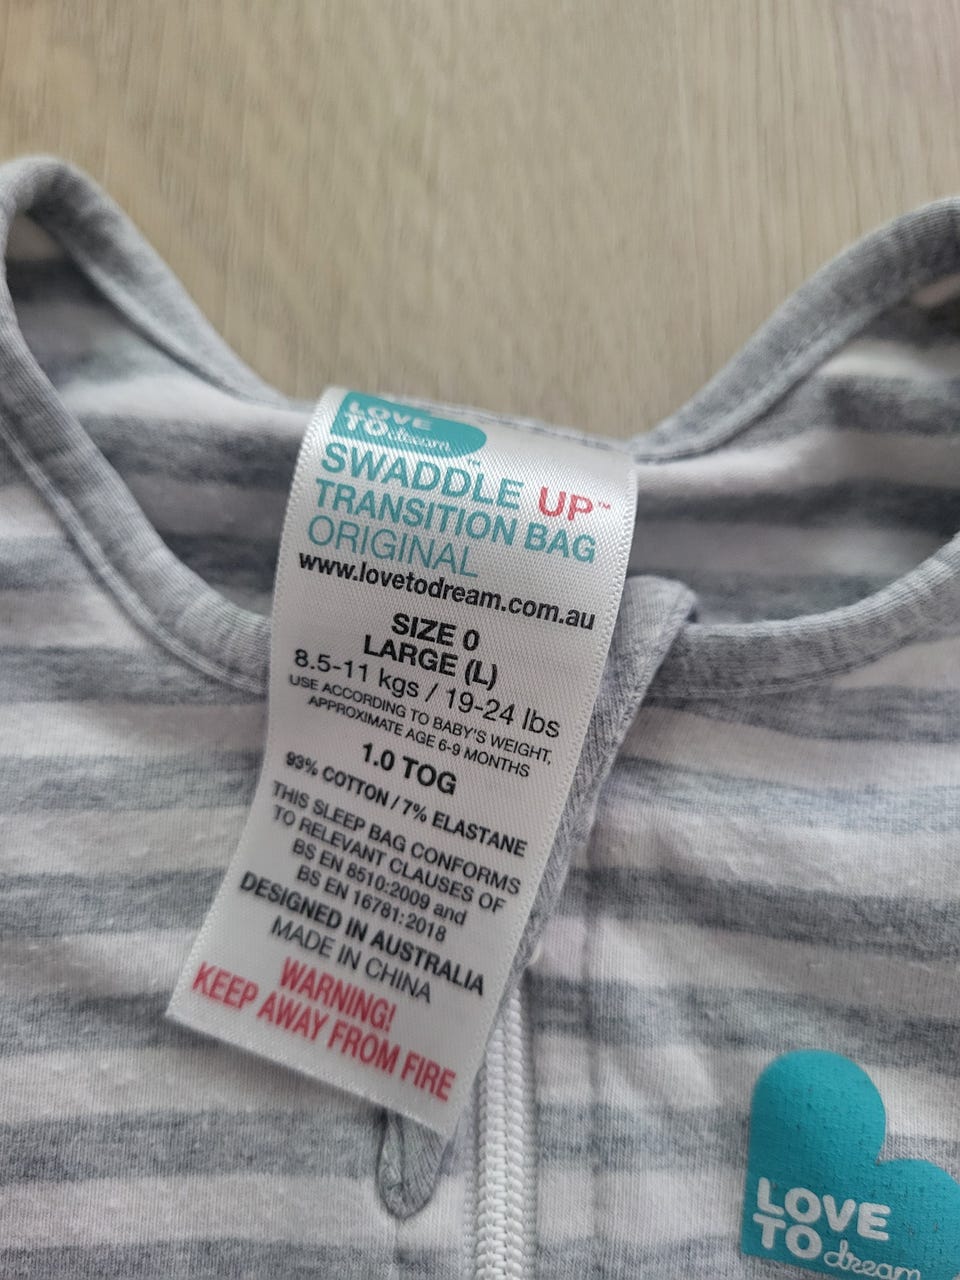 LOVE
TO dream™
SWADDLE UP™
TRANSITION BAG
ORIGINAL
www.lovetodream.com.au
SIZE 0
LARGE (L)
8.5-11 kgs / 19-24 lbs
USE ACCORDING TO BABY'S WEIGHT,
APPROXIMATE AGE 6-9 MONTHS
1.0 TOG
93% COTTON / 7% ELASTANE
THIS SLEEP BAG CONFORMS
TO RELEVANT CLAUSES OF
BS EN 8510:2009 and
BS EN 16781:2018
DESIGNED IN AUSTRALIA
MADE IN CHINA
WARNING!
KEEP AWAY FROM FIRE
LOVE
TO dream